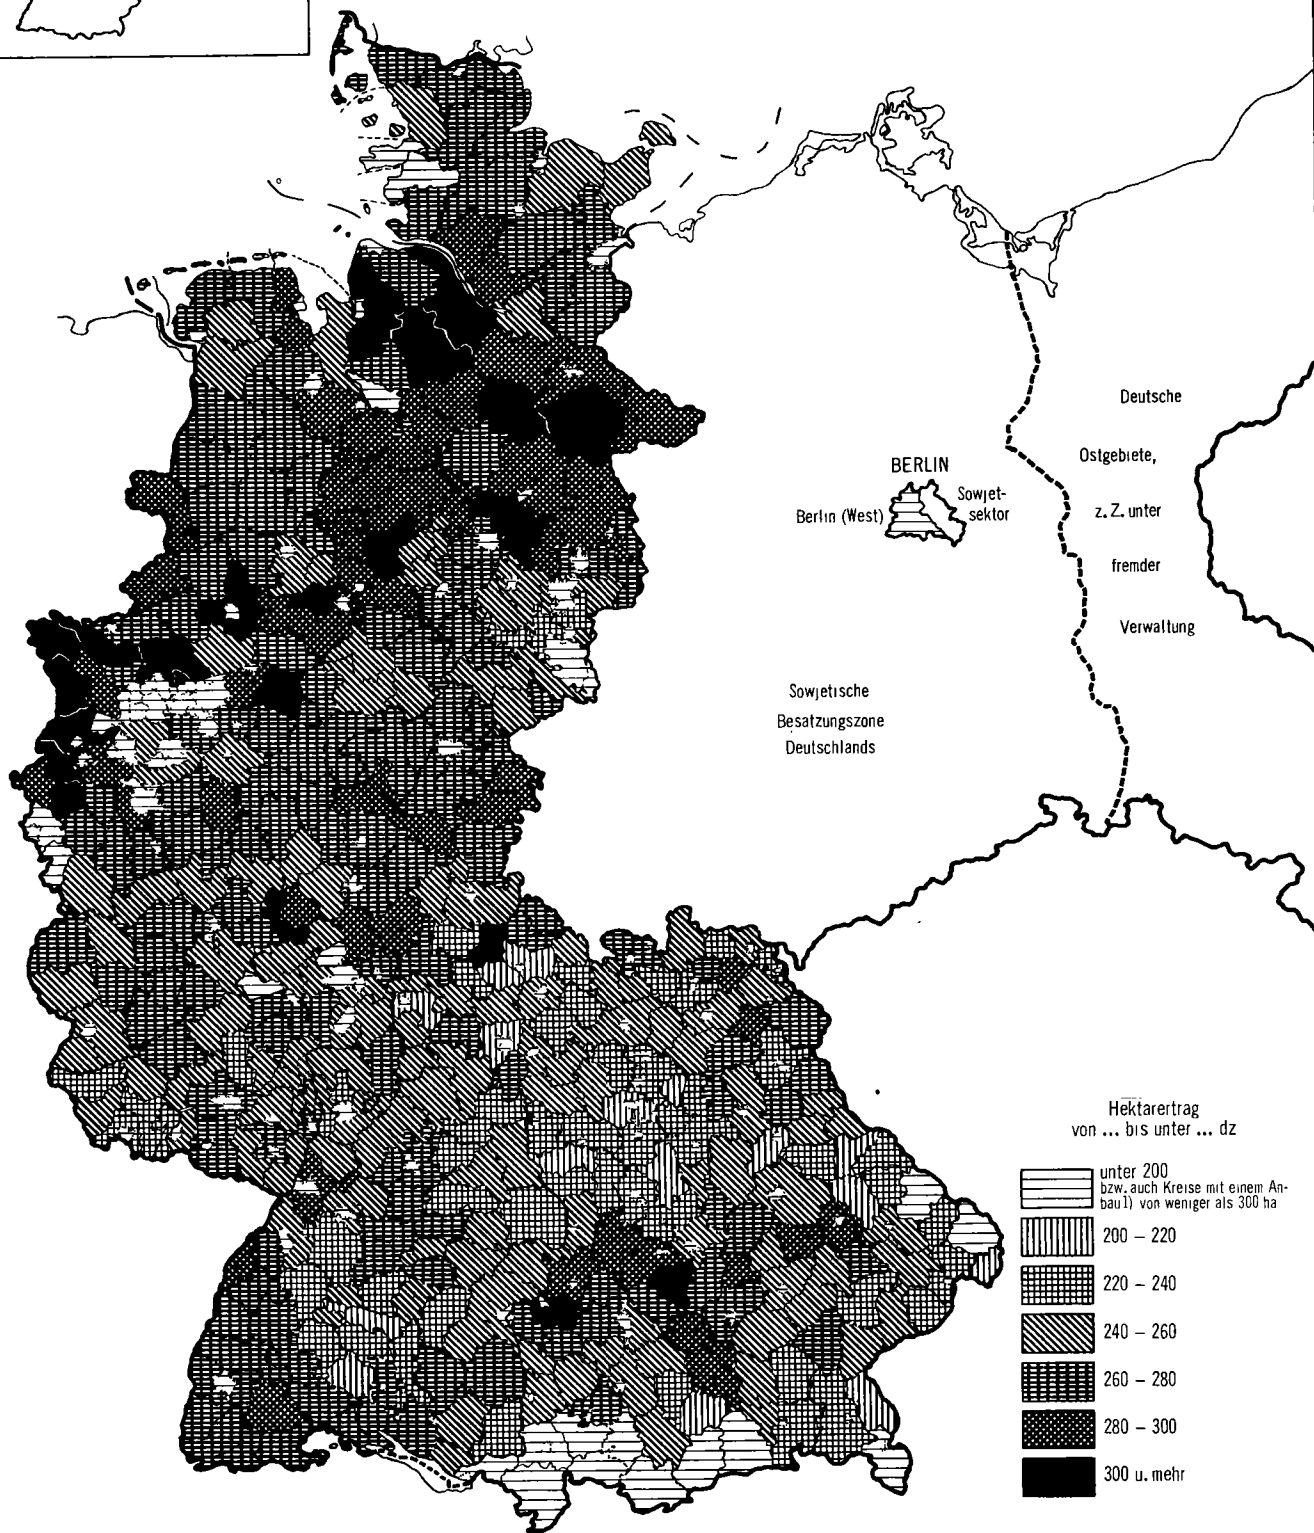 Deutsche
Ostgebiete,
z. Z. unter
fremder
Verwaltung
BERLIN
Berlin (West)
Sowjet-
sektor
Sowjetische
Besatzungszone
Deutschlands
Hektarertrag
von ... bis unter ... dz
unter 200
bzw. auch Kreise mit einem An-
bau1) von weniger als 300 ha
200 – 220
220 – 240
240 – 260
260 – 280
280 – 300
300 u. mehr